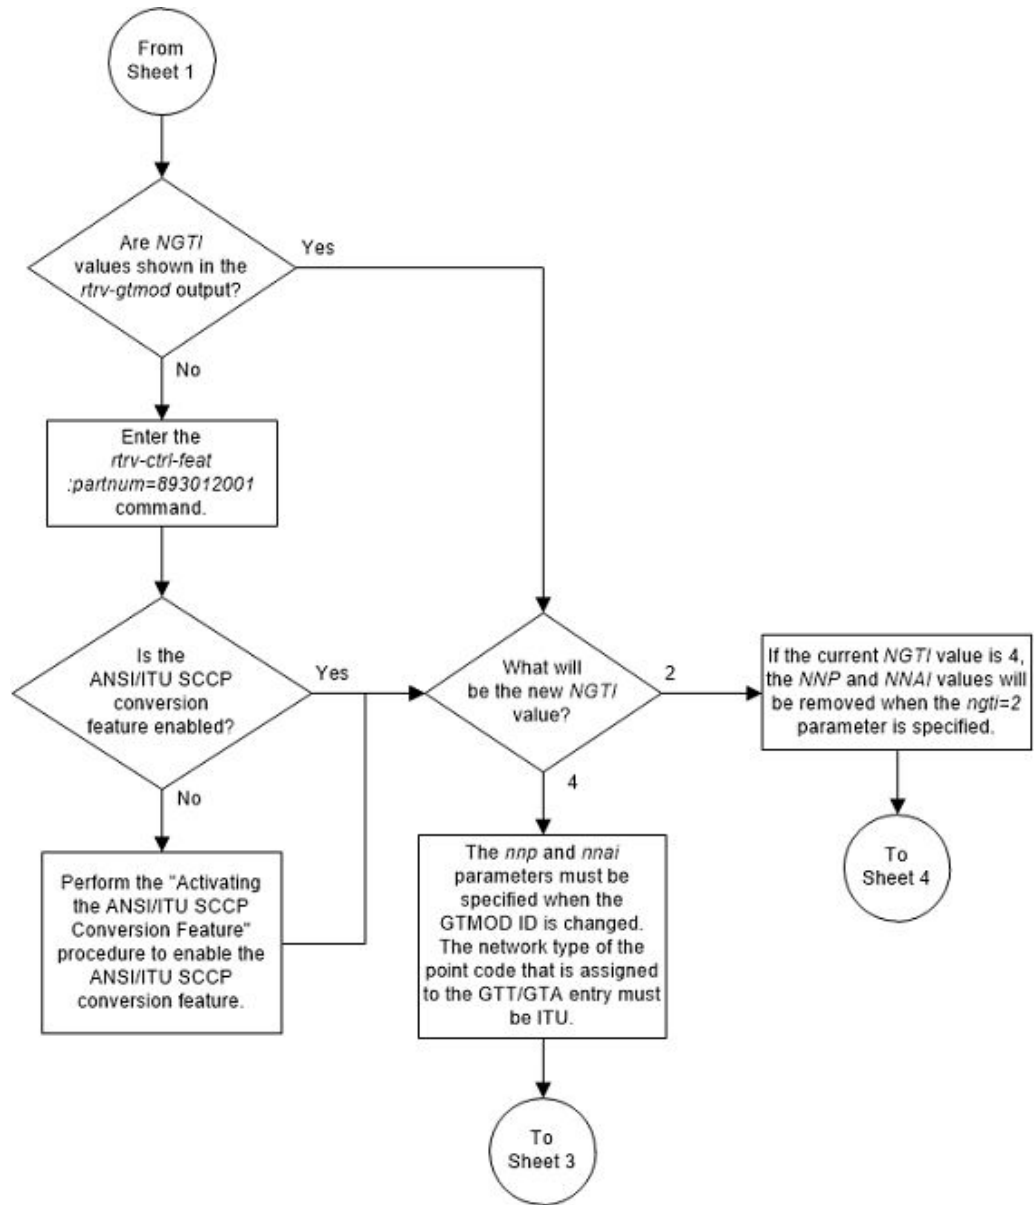 From
Sheet 1
Are NGTI
values shown in the
rtrv-gtmod output?
Yes
No
Enter the
rtrv-ctrl-feat
:partnum=893012001
command.
Is the
ANSI/ITU SCCP
conversion
feature enabled?
Yes
No
Perform the "Activating
the ANSI/ITU SCCP
Conversion Feature"
procedure to enable the
ANSI/ITU SCCP
conversion feature.
What will
be the new NGTI
value?
2
4
If the current NGTI value is 4,
the NNP and NNAI values will
be removed when the ngti=2
parameter is specified.
To
Sheet 4
The nnp and nnai
parameters must be
specified when the
GTMOD ID is changed.
The network type of the
point code that is assigned
to the GTT/GTA entry must
be ITU.
To
Sheet 3